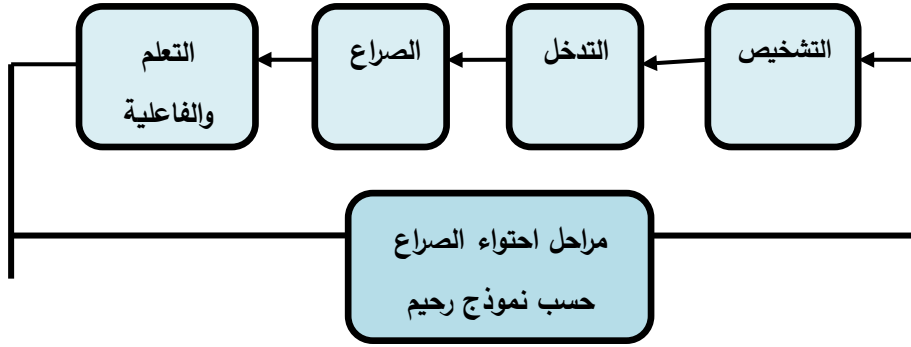 التشخيص
التدخل
الصراع
التعلم
والفاعلية
مراحل احتواء الصراع
حسب نموذج رحيم